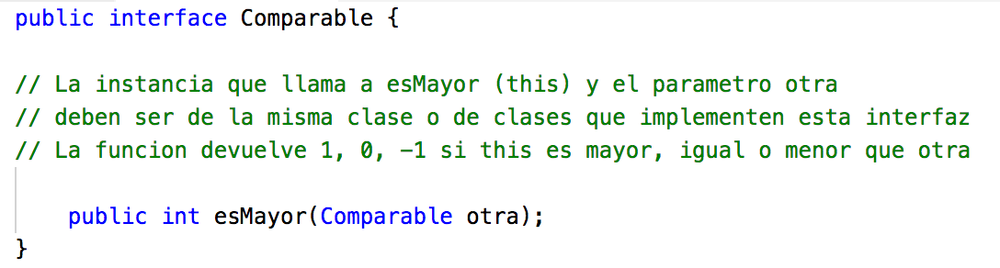 public interface Comparable {
// La instancia que llama a esMayor (this) y el parametro otra
// deben ser de la misma clase o de clases que implementen esta interfaz
// La funcion devuelve 1, 0, -1 si this es mayor, igual o menor que otra
public int esMayor(Comparable otra);
}